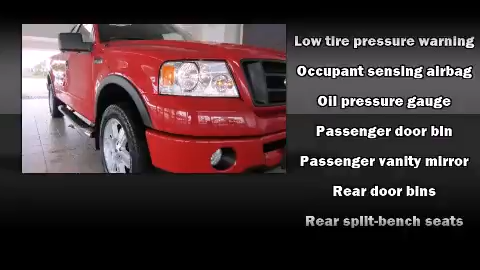 Low tire pressure warning
Occupant sensing airbag
Oil pressure gauge
Passenger door bin
Passenger vanity mirror
Rear door bins
Rear split-bench seats